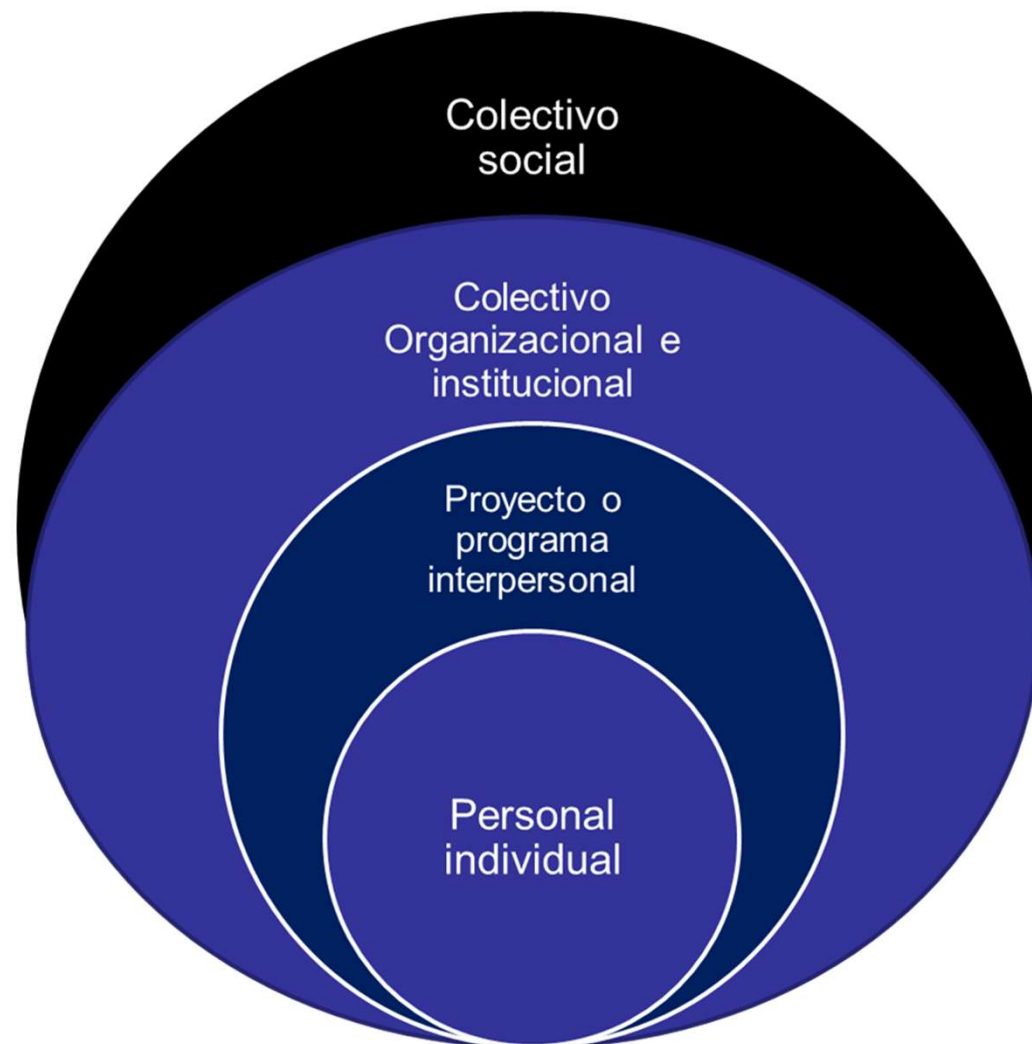 Colectivo
social
Colectivo
Organizacional e
institucional
Proyecto o
programa
interpersonal
Personal
individual